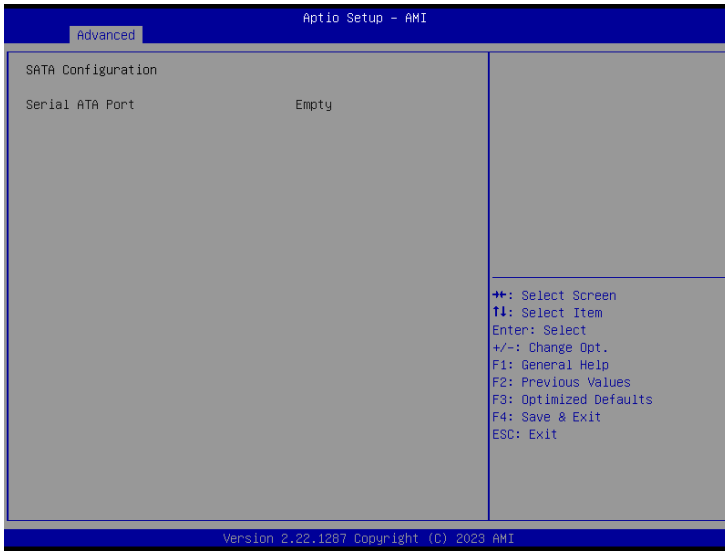 Aptio Setup – AMI
Advanced
SATA Configuration
Serial ATA Port Empty
→←: Select Screen
↑↓: Select Item
Enter: Select
+/-: Change Opt.
F1: General Help
F2: Previous Values
F3: Optimized Defaults
F4: Save & Exit
ESC: Exit
Version 2.22.1287 Copyright (C) 2023 AMI